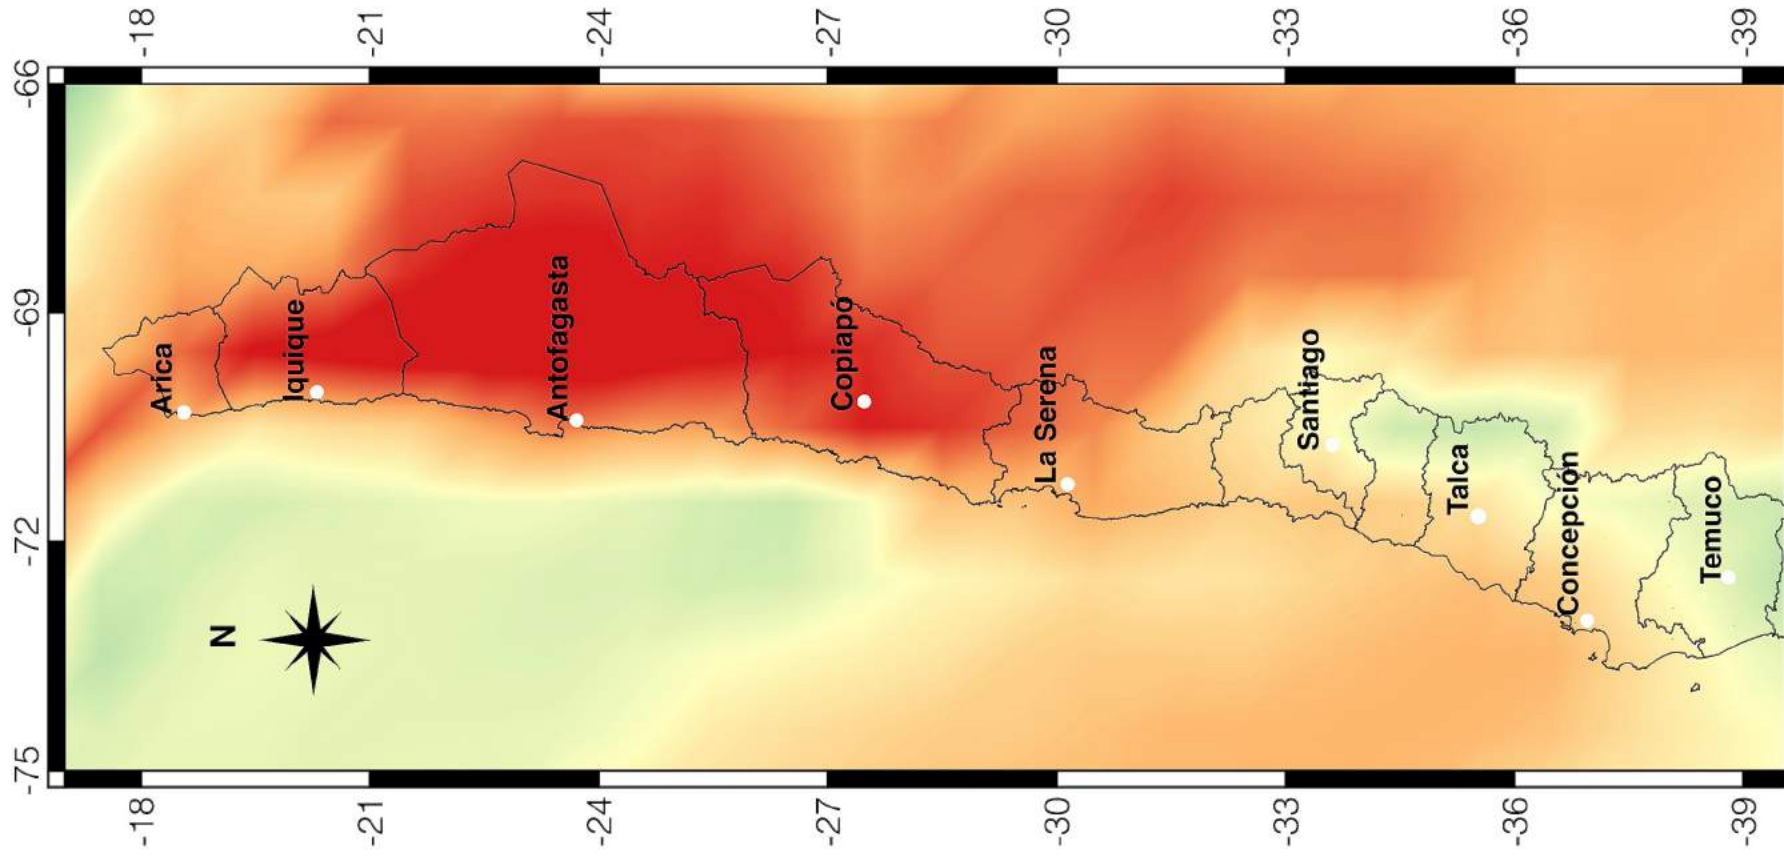 -18
-21
-24
-27
-30
-33
-36
-39
-66
-69
-72
-75
Arica
Iquique
Antofagasta
Copiapó
La Serena
Santiago
Talca
Concepción
Temuco
N
-18
-21
-24
-27
-30
-33
-36
-39